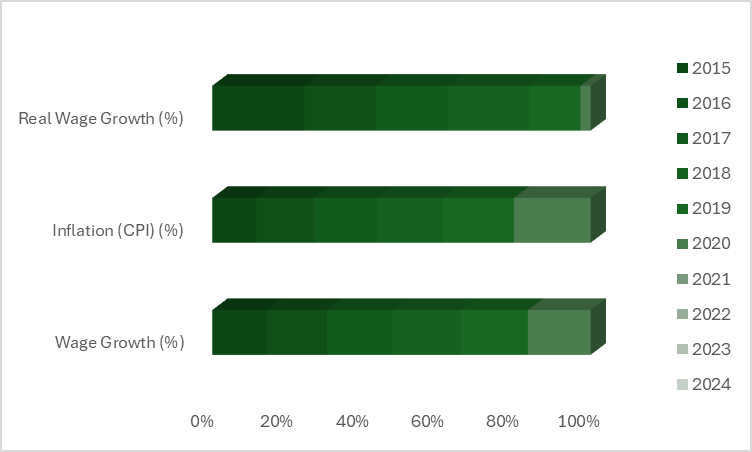 Real Wage Growth (%)
Inflation (CPI) (%)
Wage Growth (%)
0% 20% 40% 60% 80% 100%
2015
2016
2017
2018
2019
2020
2021
2022
2023
2024